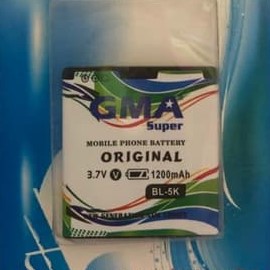 GMA
Super
MOBILE PHONE BATTERY
ORIGINAL
3.7V V 1200mAh
BL-5K